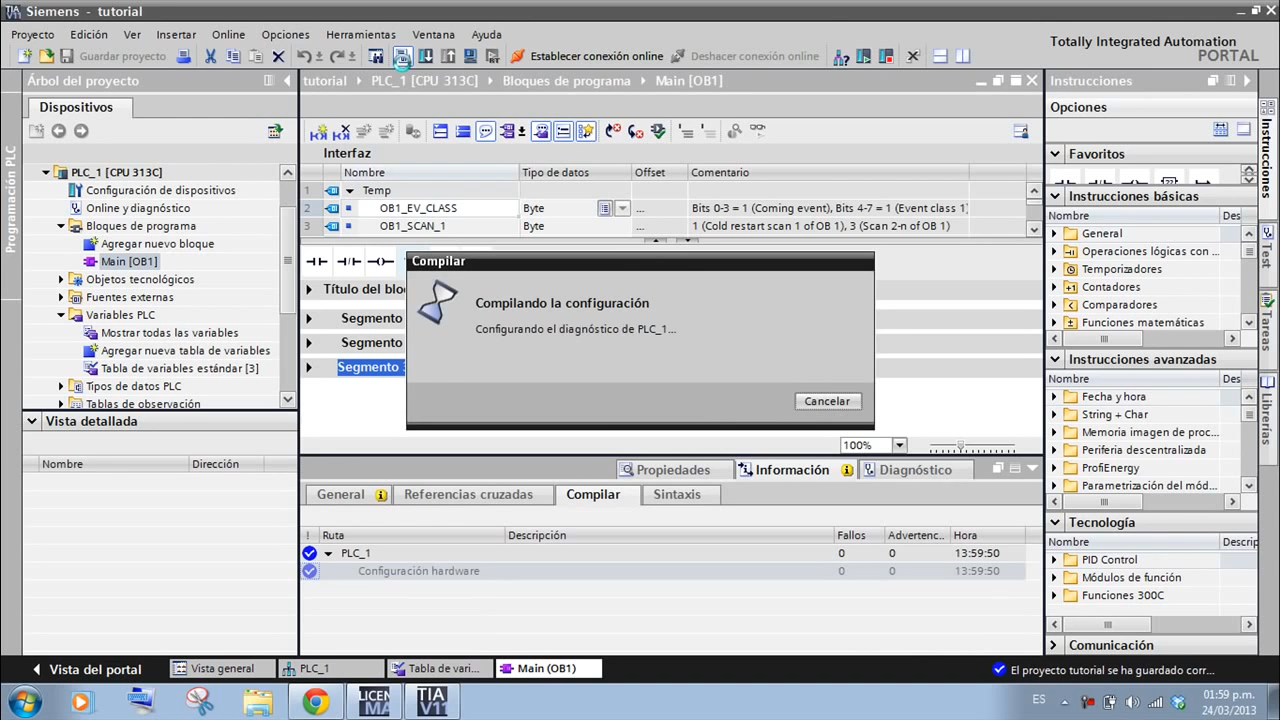 Siemens - tutorial
Proyecto Edición Ver Insertar Online Opciones Herramientas Ventana Ayuda
Totally Integrated Automation
PORTAL
Guardar proyecto
Establecer conexión online
Deshacer conexión online
Árbol del proyecto
tutorial PLC_1 [CPU 313C] Bloques de programa Main [OB1]
Instrucciones
Dispositivos
Opciones
Programación PLC
PLC_1 [CPU 313C]
Configuración de dispositivos
Online y diagnóstico
Bloques de programa
Agregar nuevo bloque
Main [OB1]
Objetos tecnológicos
Fuentes externas
Variables PLC
Mostrar todas las variables
Agregar nueva tabla de variables
Tabla de variables estándar [3]
Tipos de datos PLC
Tablas de observación
Vista detallada
Nombre Dirección
Interfaz
Nombre Tipo de datos Offset Comentario
1 Temp
2 OB1_EV_CLASS Byte ... Bits 0-3 = 1 (Coming event), Bits 4-7 = 1 (Event class 1)
3 OB1_SCAN_1 Byte ... 1 (Cold restart scan 1 of OB 1), 3 (Scan 2-n of OB 1)
Título del blo
Segmento
Segmento
Segmento 3
Compilar
Compilando la configuración
Configurando el diagnóstico de PLC_1...
Cancelar
100%
Propiedades Información Diagnóstico
General Referencias cruzadas Compilar Sintaxis
! Ruta Descripción Fallos Advertenc... Hora
PLC_1 0 0 13:59:50
Configuración hardware 0 0 13:59:50
Favoritos
Instrucciones básicas
Nombre Des
General
Operaciones lógicas con ...
Temporizadores
Contadores
Comparadores
Funciones matemáticas
Instrucciones avanzadas
Nombre Des
Fecha y hora
String + Char
Memoria imagen de proc...
Periferia descentralizada
ProfiEnergy
Parametrización del mód...
Tecnología
Nombre Descrip
PID Control
Módulos de función
Funciones 300C
Comunicación
Instrucciones
Test
Tareas
Librerías
Vista del portal
Vista general
PLC_1
Tabla de vari...
Main (OB1)
El proyecto tutorial se ha guardado corr...
LICEN
MA
TIA
V11
ES
01:59 p.m.
24/03/2013